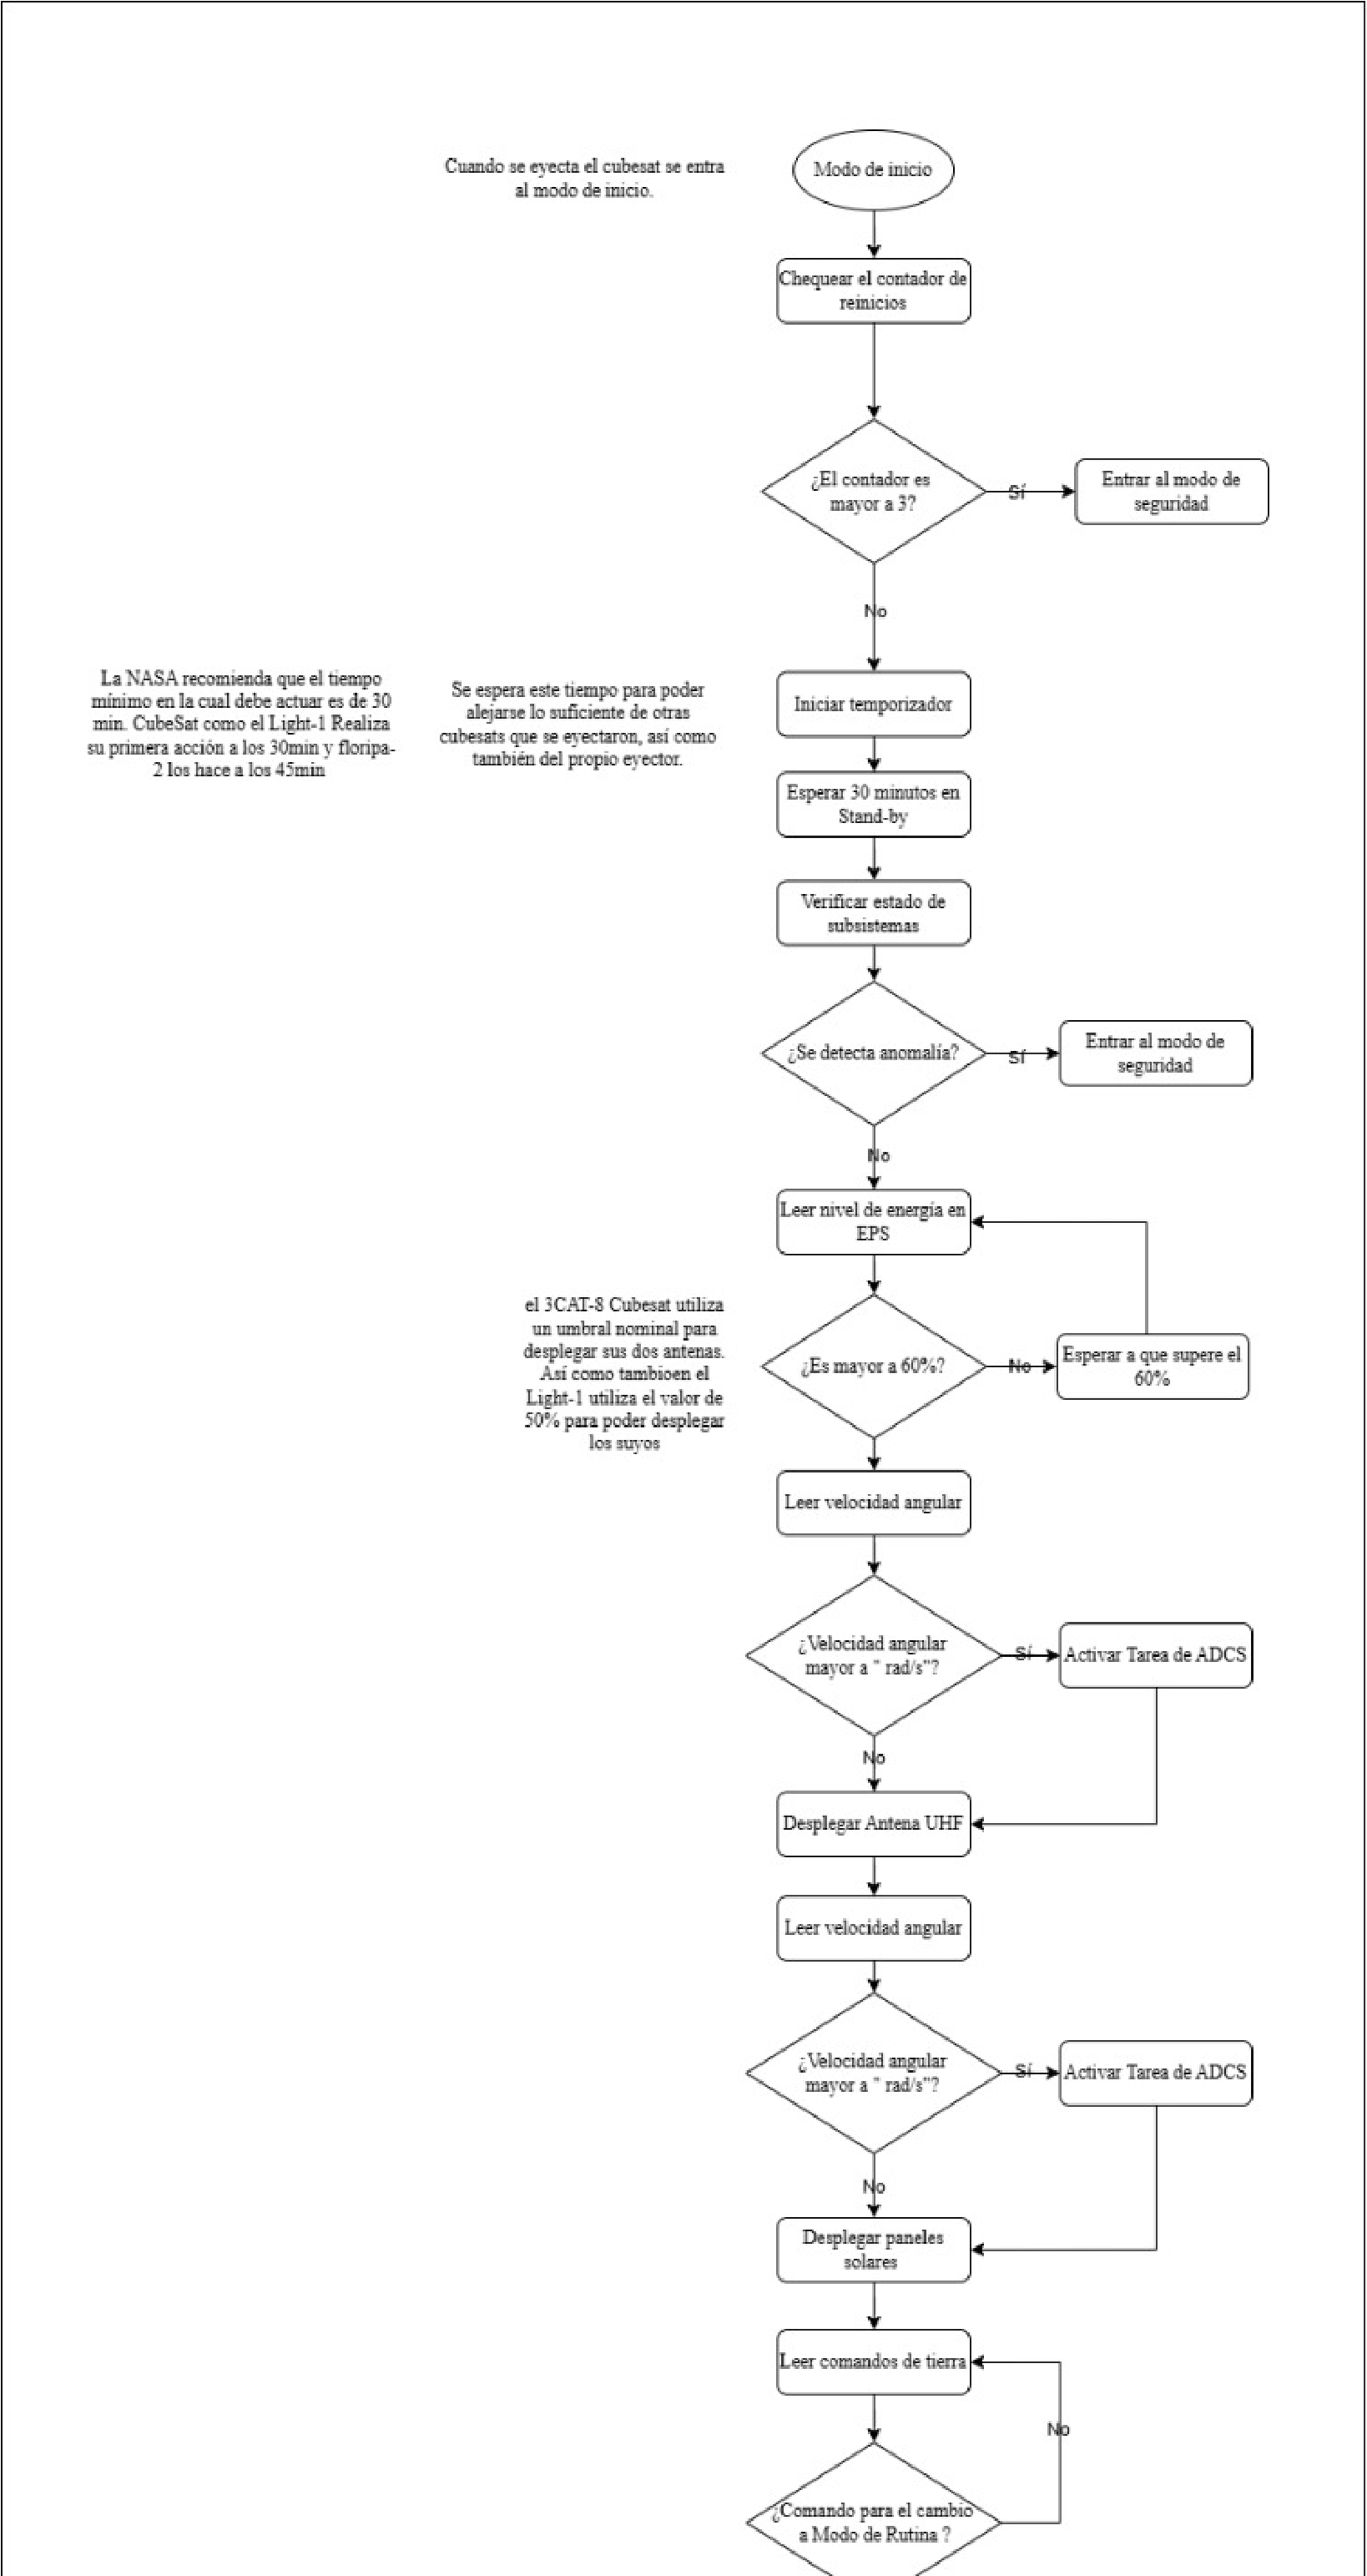 Cuando se eyecta el cubesat se entra
al modo de inicio.
Modo de inicio
Chequear el contador de
reinicios
¿El contador es
mayor a 3?
Sí
Entrar al modo de
seguridad
No
La NASA recomienda que el tiempo
mínimo en la cual debe actuar es de 30
min. CubeSat como el Light-1 Realiza
su primera acción a los 30min y floripa-
2 los hace a los 45min
Se espera este tiempo para poder
alejarse lo suficiente de otras
cubesats que se eyectaron, así como
también del propio eyector.
Iniciar temporizador
Esperar 30 minutos en
Stand-by
Verificar estado de
subsistemas
¿Se detecta anomalía?
Sí
Entrar al modo de
seguridad
No
Leer nivel de energía en
EPS
el 3CAT-8 Cubesat utiliza
un umbral nominal para
desplegar sus dos antenas.
Así como tambioen el
Light-1 utiliza el valor de
50% para poder desplegar
los suyos
¿Es mayor a 60%?
No
Esperar a que supere el
60%
Leer velocidad angular
¿Velocidad angular
mayor a " rad/s"?
Sí
Activar Tarea de ADCS
No
Desplegar Antena UHF
Leer velocidad angular
¿Velocidad angular
mayor a " rad/s"?
Sí
Activar Tarea de ADCS
No
Desplegar paneles
solares
Leer comandos de tierra
No
¿Comando para el cambio
a Modo de Rutina ?